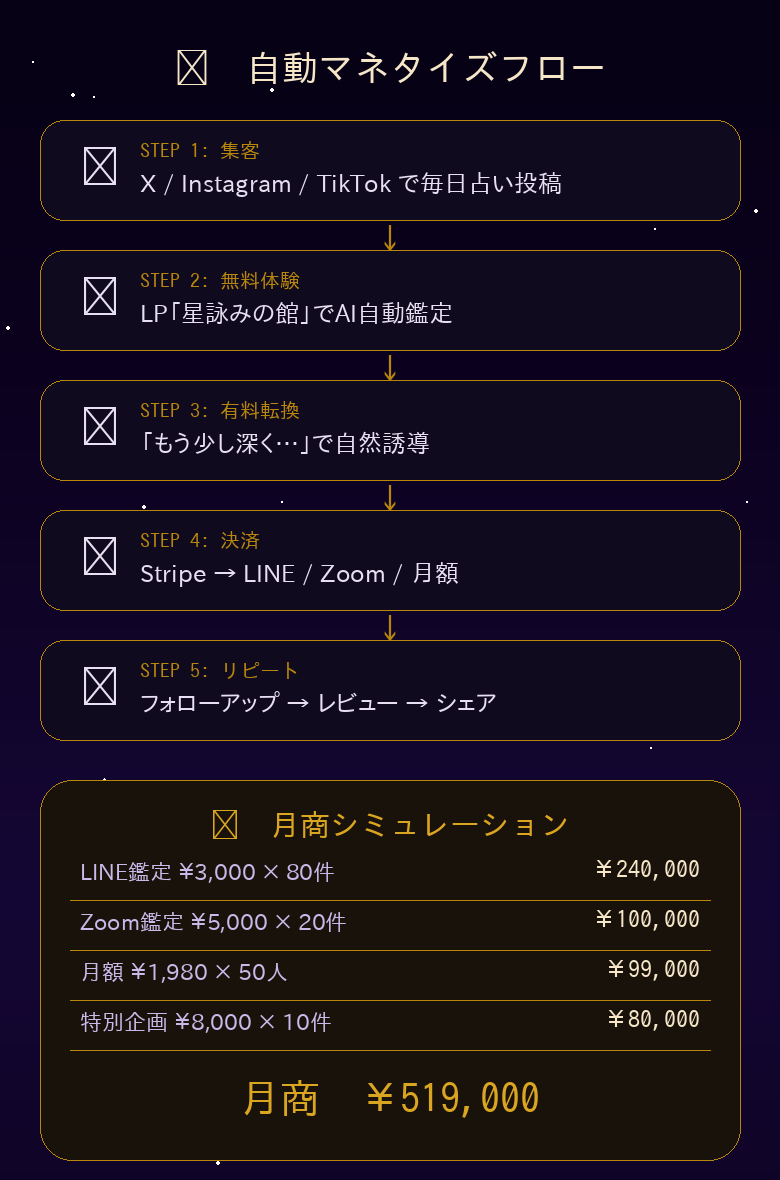 自動マネタイズフロー
STEP 1: 集客
X / Instagram / TikTok で毎日占い投稿
↓
STEP 2: 無料体験
LP「星詠みの館」でAI自動鑑定
↓
STEP 3: 有料転換
「もう少し深く…」で自然誘導
↓
STEP 4: 決済
Stripe → LINE / Zoom / 月額
↓
STEP 5: リピート
フォローアップ → レビュー → シェア
月商シミュレーション
LINE鑑定 ¥3,000 × 80件 ¥240,000
Zoom鑑定 ¥5,000 × 20件 ¥100,000
月額 ¥1,980 × 50人 ¥99,000
特別企画 ¥8,000 × 10件 ¥80,000
月商 ¥519,000